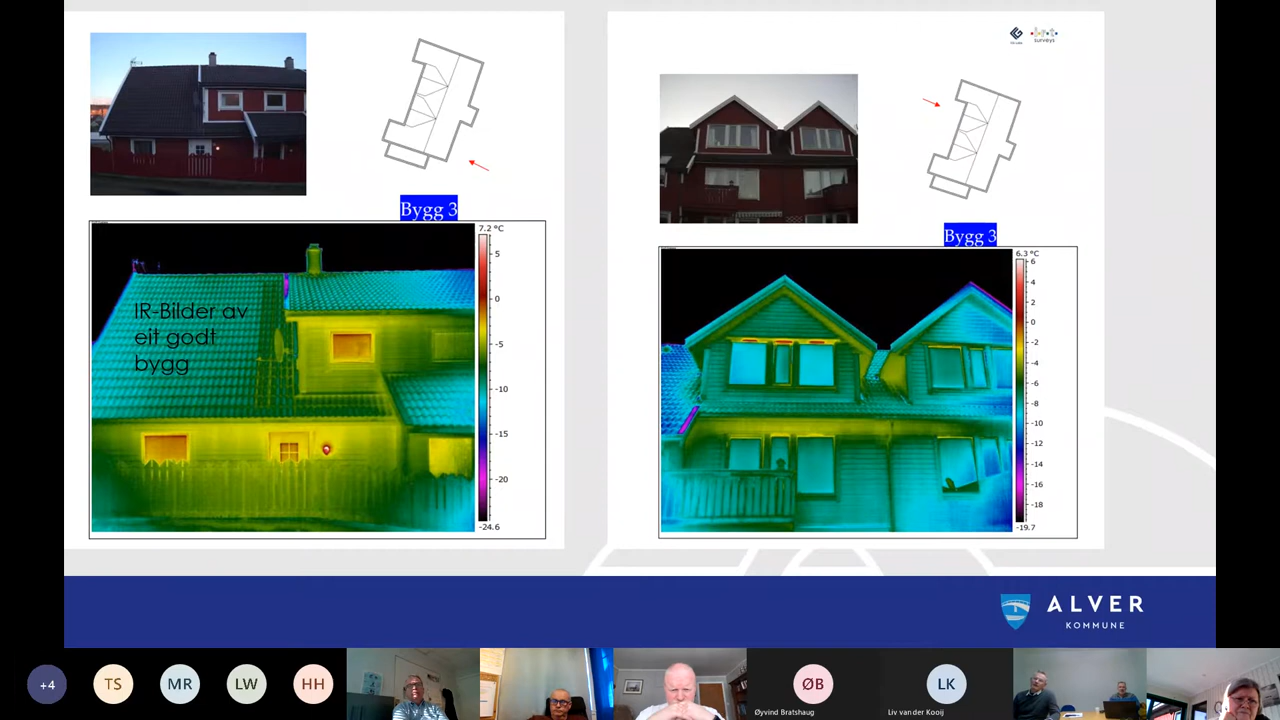 surveys
Bygg 3
7.2 °C
5
0
-5
-10
-15
-20
-24.6
IR-Bilder av
eit godt
bygg
Bygg 3
6.3 °C
6
4
2
0
-2
-4
-6
-8
-10
-12
-14
-16
-18
-19.7
ALVER
KOMMUNE
+4
TS
MR
LW
HH
ØB
Øyvind Bratshaug
LK
Liv van der Kooij